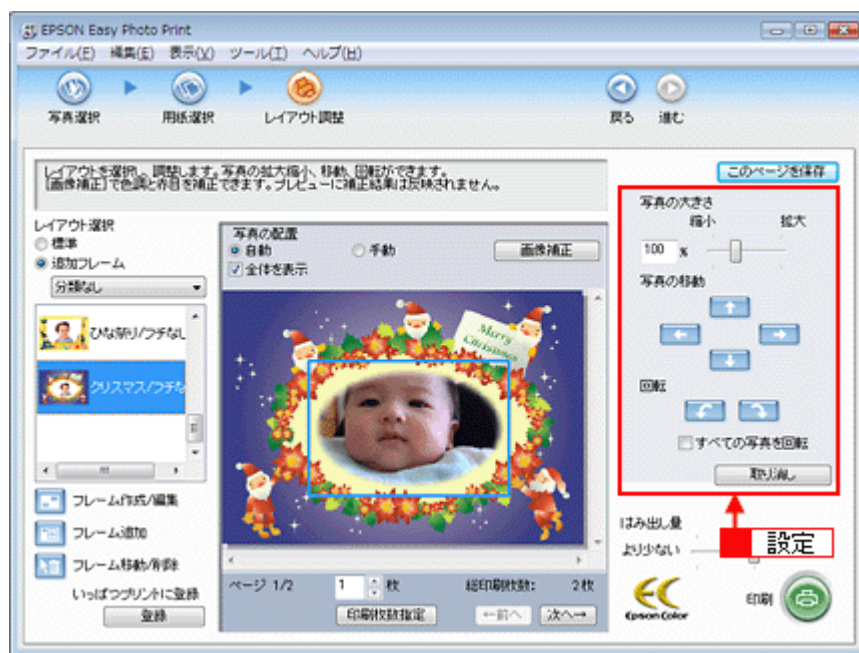 EPSON Easy Photo Print
ファイル(F) 編集(E) 表示(V) ツール(T) ヘルプ(H)
写真選択 用紙選択 レイアウト調整 戻る 進む
レイアウトを選択し、調整します。写真の拡大縮小、移動、回転ができます。
[画像補正]で色調と赤目を補正できます。プレビューに補正結果は反映されません。
このページを保存
レイアウト選択
標準
追加フレーム
分類なし
ひな祭り/フチなし
クリスマス/フチな
フレーム作成/編集
フレーム追加
フレーム移動/削除
いっぱつプリントに登録
登録
写真の配置
自動 手動 画像補正
全体を表示
Merry
Christmas
ページ 1/2 1 枚 総印刷枚数: 2枚
印刷枚数指定 ←前へ 次へ→
写真の大きさ
縮小 拡大
100 %
写真の移動
回転
すべての写真を回転
取り消し
はみ出し量
より少ない
設定
Epson Color
印刷